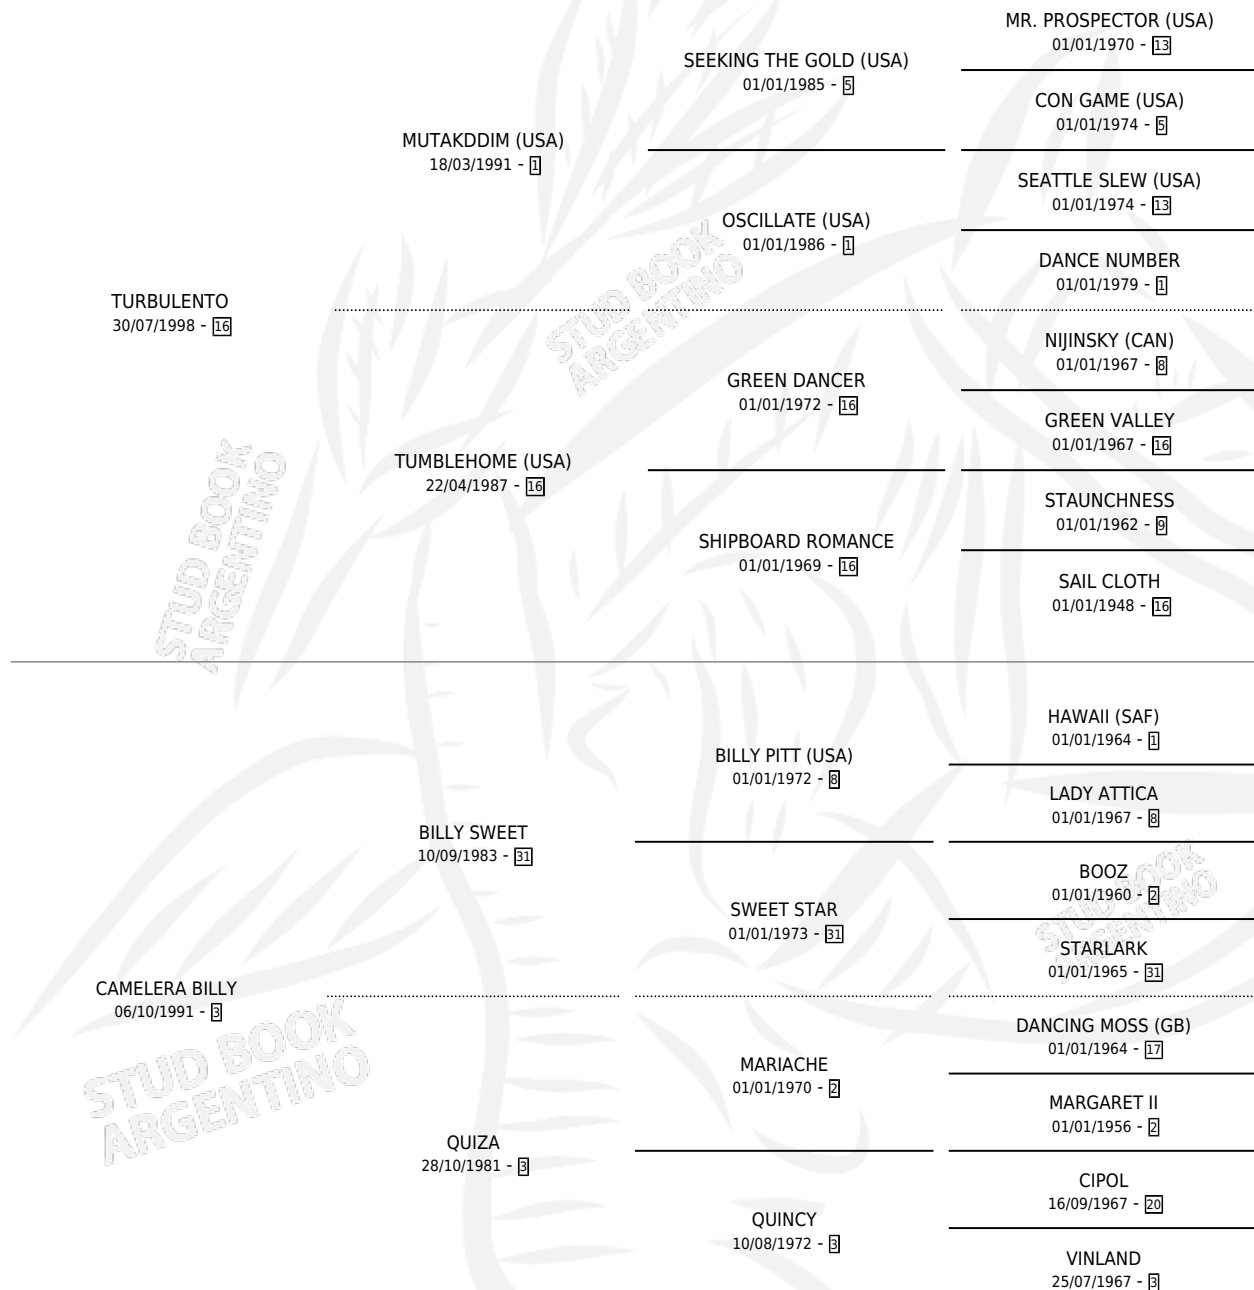 MR. PROSPECTOR (USA)
01/01/1970 - 13
SEEKING THE GOLD (USA)
01/01/1985 - 5
CON GAME (USA)
01/01/1974 - 5
MUTAKDDIM (USA)
18/03/1991 - 1
SEATTLE SLEW (USA)
01/01/1974 - 13
OSCILLATE (USA)
01/01/1986 - 1
DANCE NUMBER
01/01/1979 - 1
STUD BOOK
ARGENTINO
TURBULENTO
30/07/1998 - 16
NIJINSKY (CAN)
01/01/1967 - 8
GREEN DANCER
01/01/1972 - 16
GREEN VALLEY
01/01/1967 - 16
TUMBLEHOME (USA)
22/04/1987 - 16
STAUNCHNESS
01/01/1962 - 9
SHIPBOARD ROMANCE
01/01/1969 - 16
SAIL CLOTH
01/01/1948 - 16
STUD BOOK
ARGENTINO
HAWAII (SAF)
01/01/1964 - 1
BILLY PITT (USA)
01/01/1972 - 8
LADY ATTICA
01/01/1967 - 8
BILLY SWEET
10/09/1983 - 31
BOOZ
01/01/1960 - 2
SWEET STAR
01/01/1973 - 31
STARLARK
01/01/1965 - 31
STUD BOOK
ARGENTINO
CAMELERA BILLY
06/10/1991 - 3
DANCING MOSS (GB)
01/01/1964 - 17
MARIACHE
01/01/1970 - 2
MARGARET II
01/01/1956 - 2
STUD BOOK
ARGENTINO
QUIZA
28/10/1981 - 3
CIPOL
16/09/1967 - 20
QUINCY
10/08/1972 - 3
VINLAND
25/07/1967 - 3